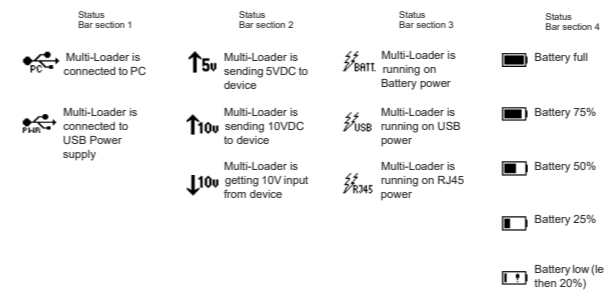 Status
Bar section 1
PC
Multi-Loader is
connected to PC
PWR
Multi-Loader is
connected to
USB Power
supply
Status
Bar section 2
5v
Multi-Loader is
sending 5VDC to
device
10v
Multi-Loader is
sending 10VDC
to device
10v
Multi-Loader is
getting 10V input
from device
Status
Bar section 3
BATT.
Multi-Loader is
running on
Battery power
USB
Multi-Loader is
running on USB
power
RJ45
Multi-Loader is
running on RJ45
power
Status
Bar section 4
Battery full
Battery 75%
Battery 50%
Battery 25%
Battery low (le
then 20%)